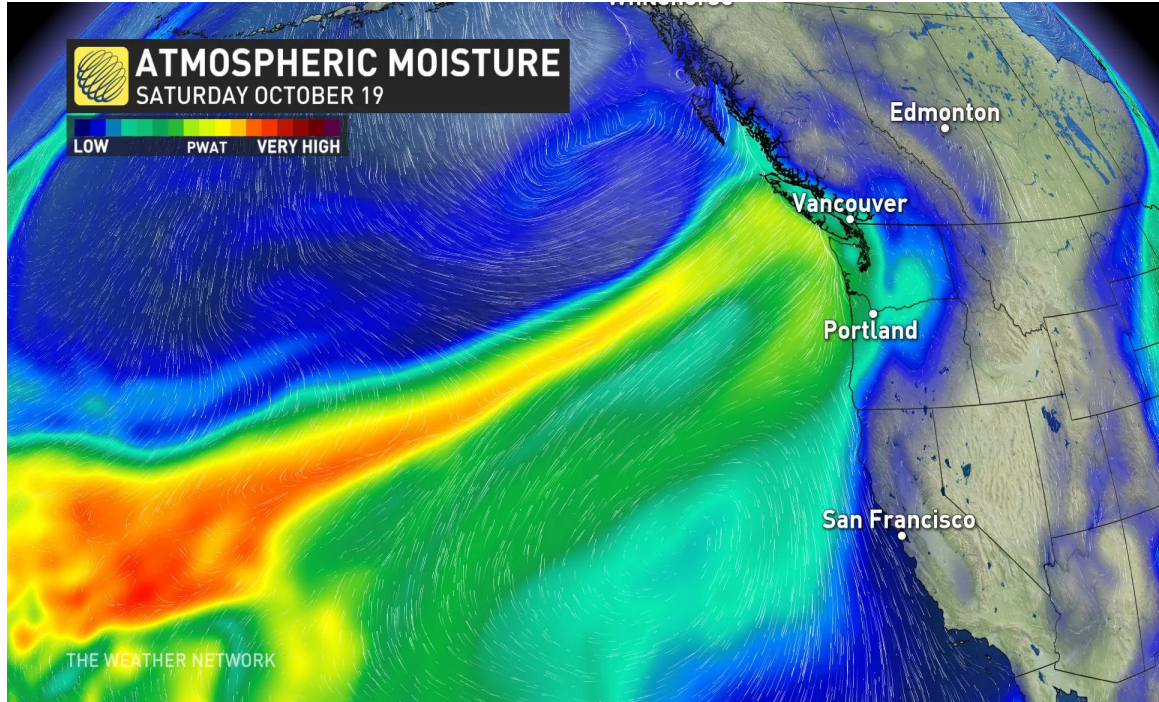 ATMOSPHERIC MOISTURE
SATURDAY OCTOBER 19
LOW PWAT VERY HIGH
Edmonton
Vancouver
Portland
San Francisco
THE WEATHER NETWORK